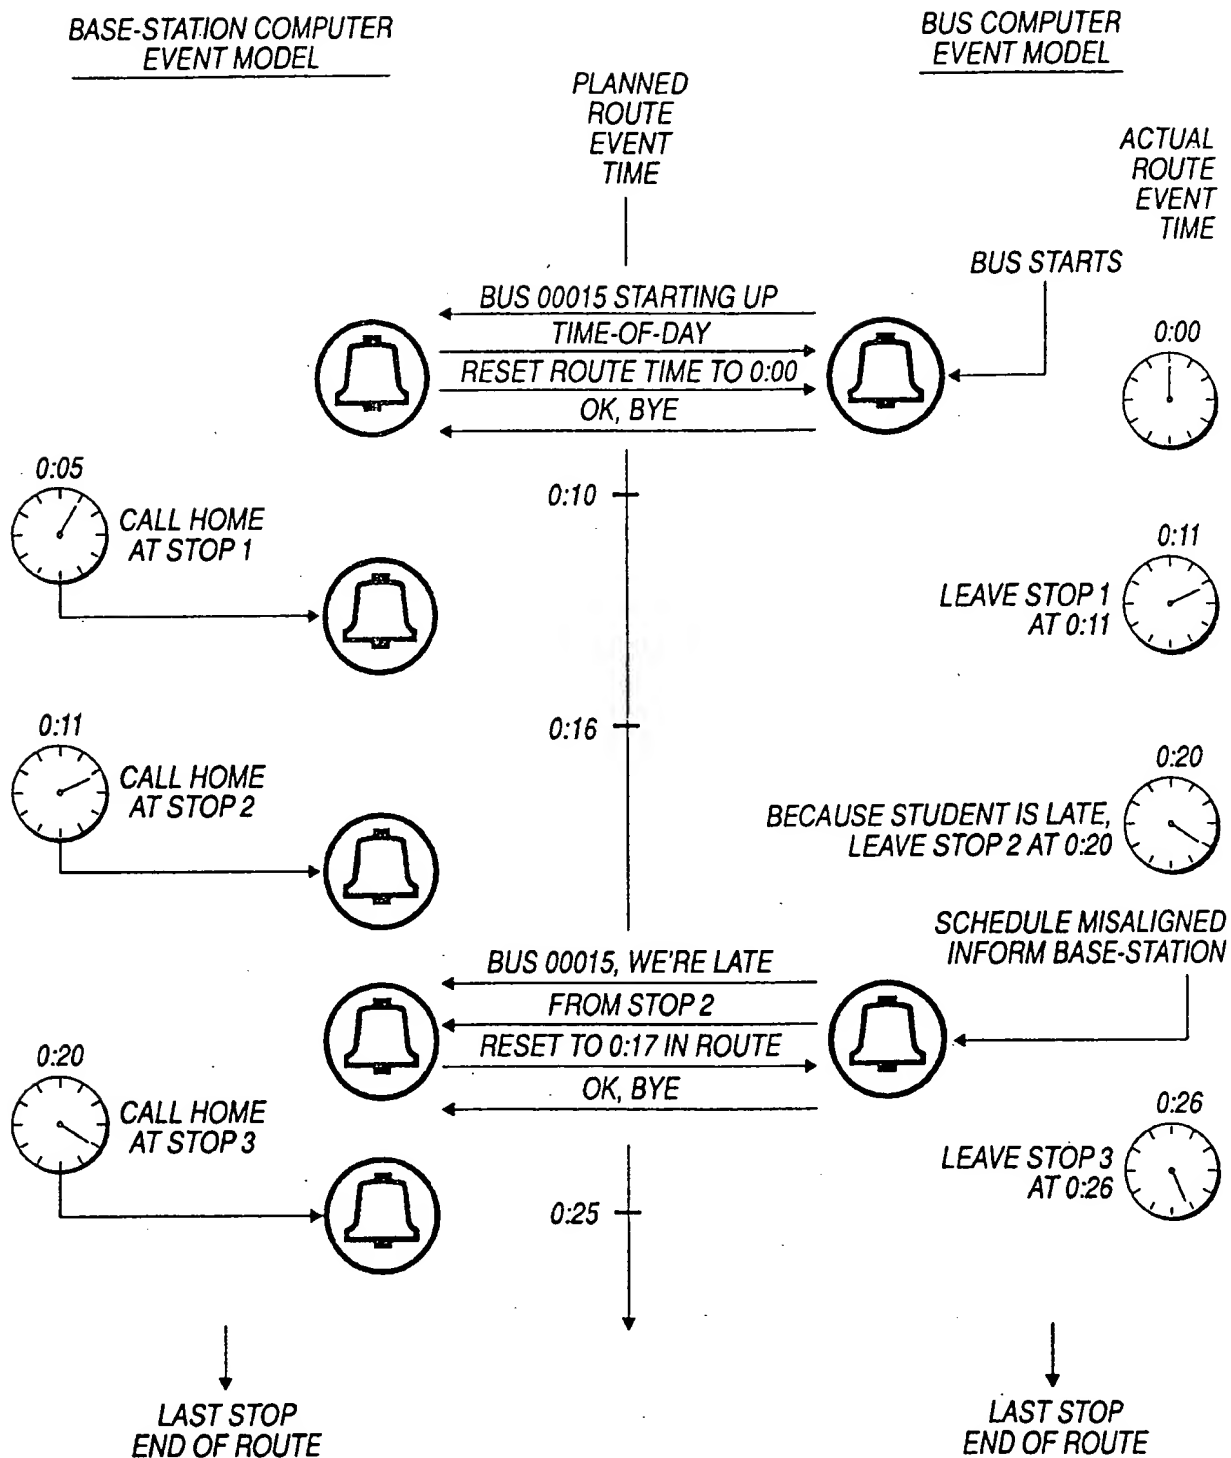 BASE-STATION COMPUTER
EVENT MODEL
BUS COMPUTER
EVENT MODEL
PLANNED
ROUTE
EVENT
TIME
ACTUAL
ROUTE
EVENT
TIME
BUS STARTS
BUS 00015 STARTING UP
TIME-OF-DAY
RESET ROUTE TIME TO 0:00
OK, BYE
0:00
0:05
CALL HOME
AT STOP 1
0:10
0:11
LEAVE STOP 1
AT 0:11
0:11
CALL HOME
AT STOP 2
0:16
0:20
BECAUSE STUDENT IS LATE,
LEAVE STOP 2 AT 0:20
SCHEDULE MISALIGNED
INFORM BASE-STATION
BUS 00015, WE'RE LATE
FROM STOP 2
RESET TO 0:17 IN ROUTE
OK, BYE
0:20
CALL HOME
AT STOP 3
0:26
LEAVE STOP 3
AT 0:26
0:25
LAST STOP
END OF ROUTE
LAST STOP
END OF ROUTE